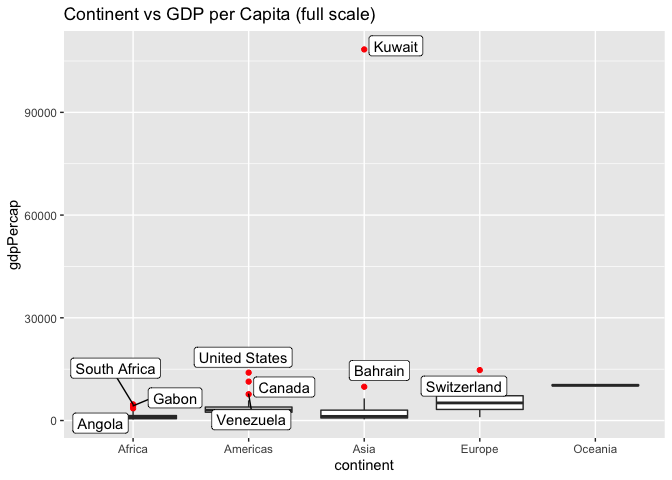 Continent vs GDP per Capita (full scale)
Kuwait
90000
60000
gdpPercap
30000
United States
South Africa
Bahrain
Canada
Switzerland
Gabon
Venezuela
Angola
0
Africa
Americas
Asia
Europe
Oceania
continent